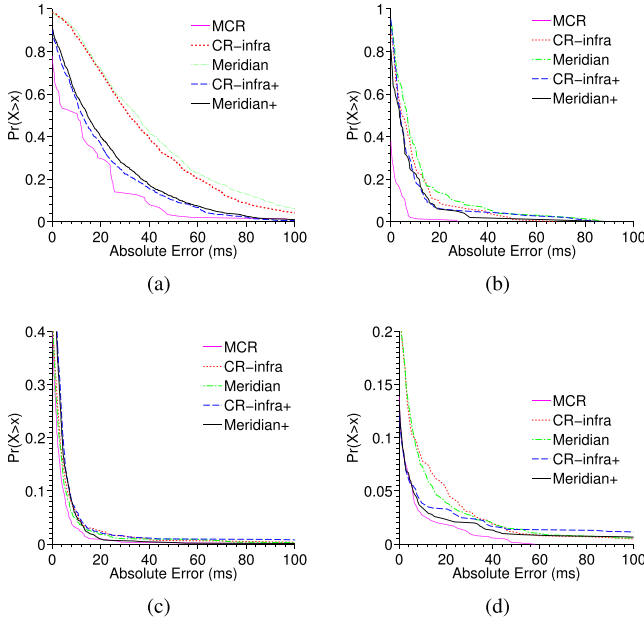 1
0.8
0.6
0.4
0.2
0
Pr(X>x)
0 20 40 60 80 100
Absolute Error (ms)
MCR
CR-infra
Meridian
CR-infra+
Meridian+
(a)
1
0.8
0.6
0.4
0.2
0
Pr(X>x)
0 20 40 60 80 100
Absolute Error (ms)
MCR
CR-infra
Meridian
CR-infra+
Meridian+
(b)
0.4
0.3
0.2
0.1
0
Pr(X>x)
0 20 40 60 80 100
Absolute Error (ms)
MCR
CR-infra
Meridian
CR-infra+
Meridian+
(c)
0.2
0.15
0.1
0.05
0
Pr(X>x)
0 20 40 60 80 100
Absolute Error (ms)
MCR
CR-infra
Meridian
CR-infra+
Meridian+
(d)